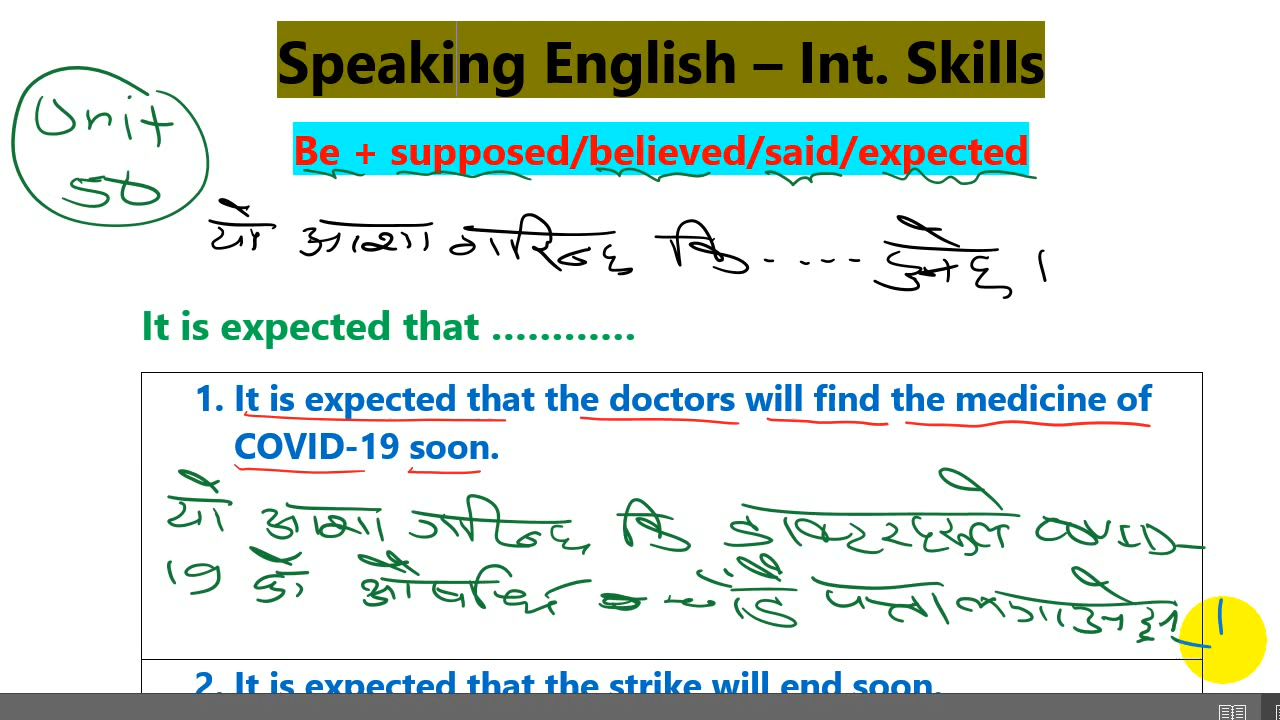 Speaking English – Int. Skills
Unit
50
Be + supposed/believed/said/expected
यो आशा गरिन्छ कि ..... नेछन् ।
It is expected that ............
1. It is expected that the doctors will find the medicine of
COVID-19 soon.
यो आशा गरिन्छ कि डाक्टरहरूले COVID-
19 को औषधि पत्ता लगाउनेछन् ।
2. It is expected that the strike will end soon.